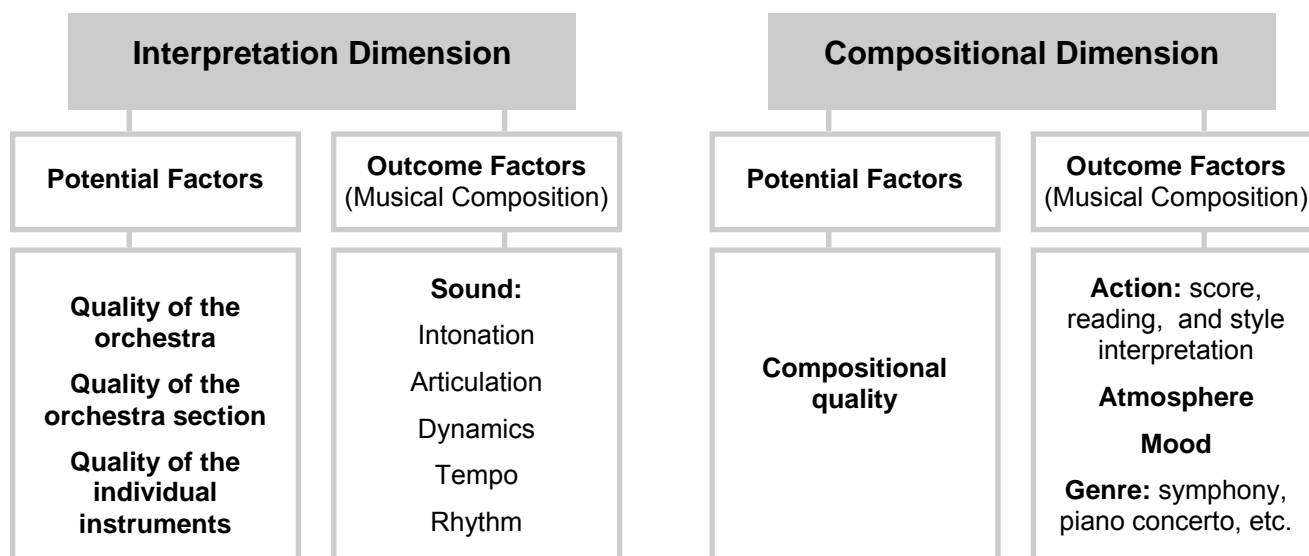 Interpretation Dimension
Potential Factors
Outcome Factors
(Musical Composition)
Quality of the
orchestra
Quality of the
orchestra section
Quality of the
individual
instruments
Sound:
Intonation
Articulation
Dynamics
Tempo
Rhythm
Compositional Dimension
Potential Factors
Outcome Factors
(Musical Composition)
Compositional
quality
Action: score,
reading, and style
interpretation
Atmosphere
Mood
Genre: symphony,
piano concerto, etc.